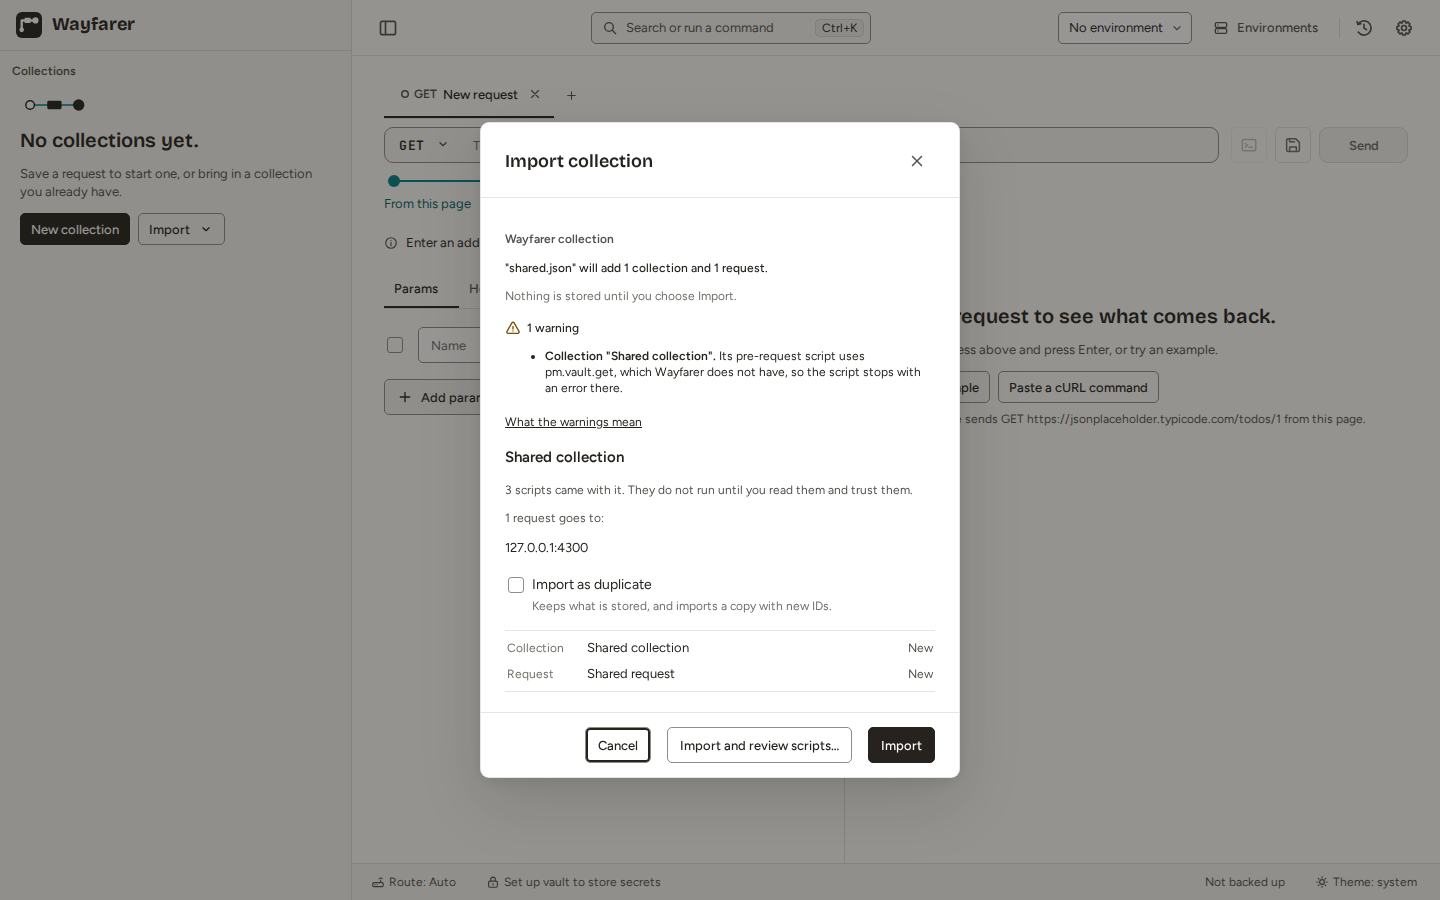 Wayfarer
Search or run a command
Ctrl+K
No environment
Environments
Collections
No collections yet.
Save a request to start one, or bring in a collection
you already have.
New collection
Import
GET New request
GET
Send
From this page
Enter an add
Params
Name
Add para
Import collection
Wayfarer collection
"shared.json" will add 1 collection and 1 request.
Nothing is stored until you choose Import.
1 warning
Collection "Shared collection". Its pre-request script uses
pm.vault.get, which Wayfarer does not have, so the script stops with
an error there.
What the warnings mean
Shared collection
3 scripts came with it. They do not run until you read them and trust them.
1 request goes to:
127.0.0.1:4300
Import as duplicate
Keeps what is stored, and imports a copy with new IDs.
Collection Shared collection New
Request Shared request New
Cancel
Import and review scripts...
Import
request to see what comes back.
ess above and press Enter, or try an example.
ple
Paste a cURL command
sends GET https://jsonplaceholder.typicode.com/todos/1 from this page.
Route: Auto
Set up vault to store secrets
Not backed up
Theme: system